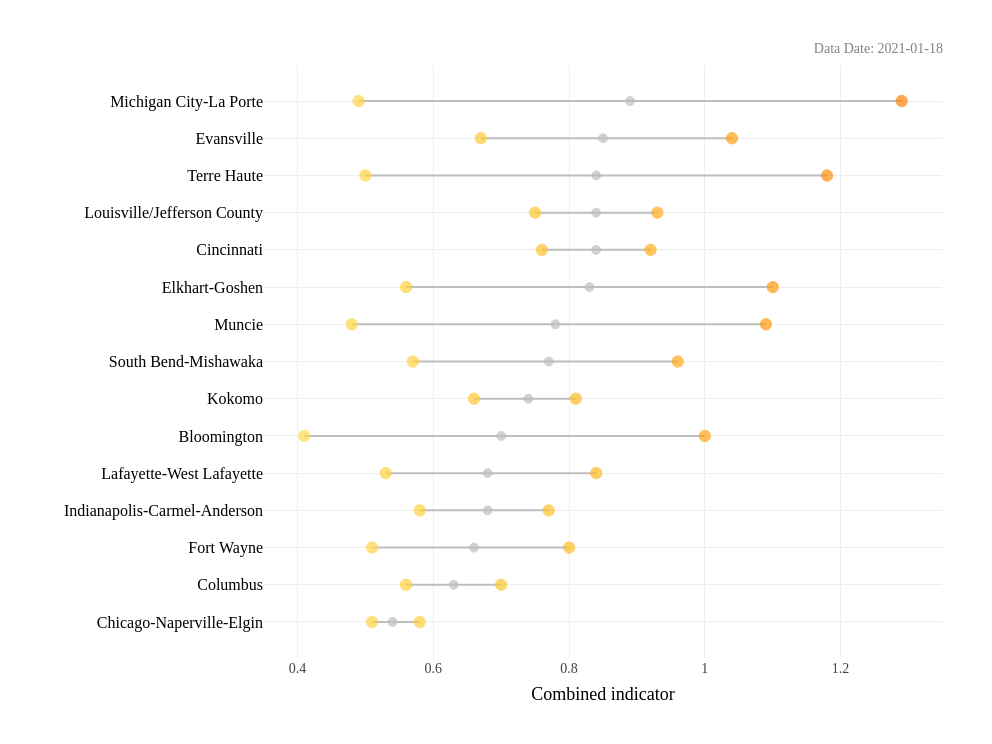 Data Date: 2021-01-18
Michigan City-La Porte
Evansville
Terre Haute
Louisville/Jefferson County
Cincinnati
Elkhart-Goshen
Muncie
South Bend-Mishawaka
Kokomo
Bloomington
Lafayette-West Lafayette
Indianapolis-Carmel-Anderson
Fort Wayne
Columbus
Chicago-Naperville-Elgin
0.4 0.6 0.8 1 1.2
Combined indicator